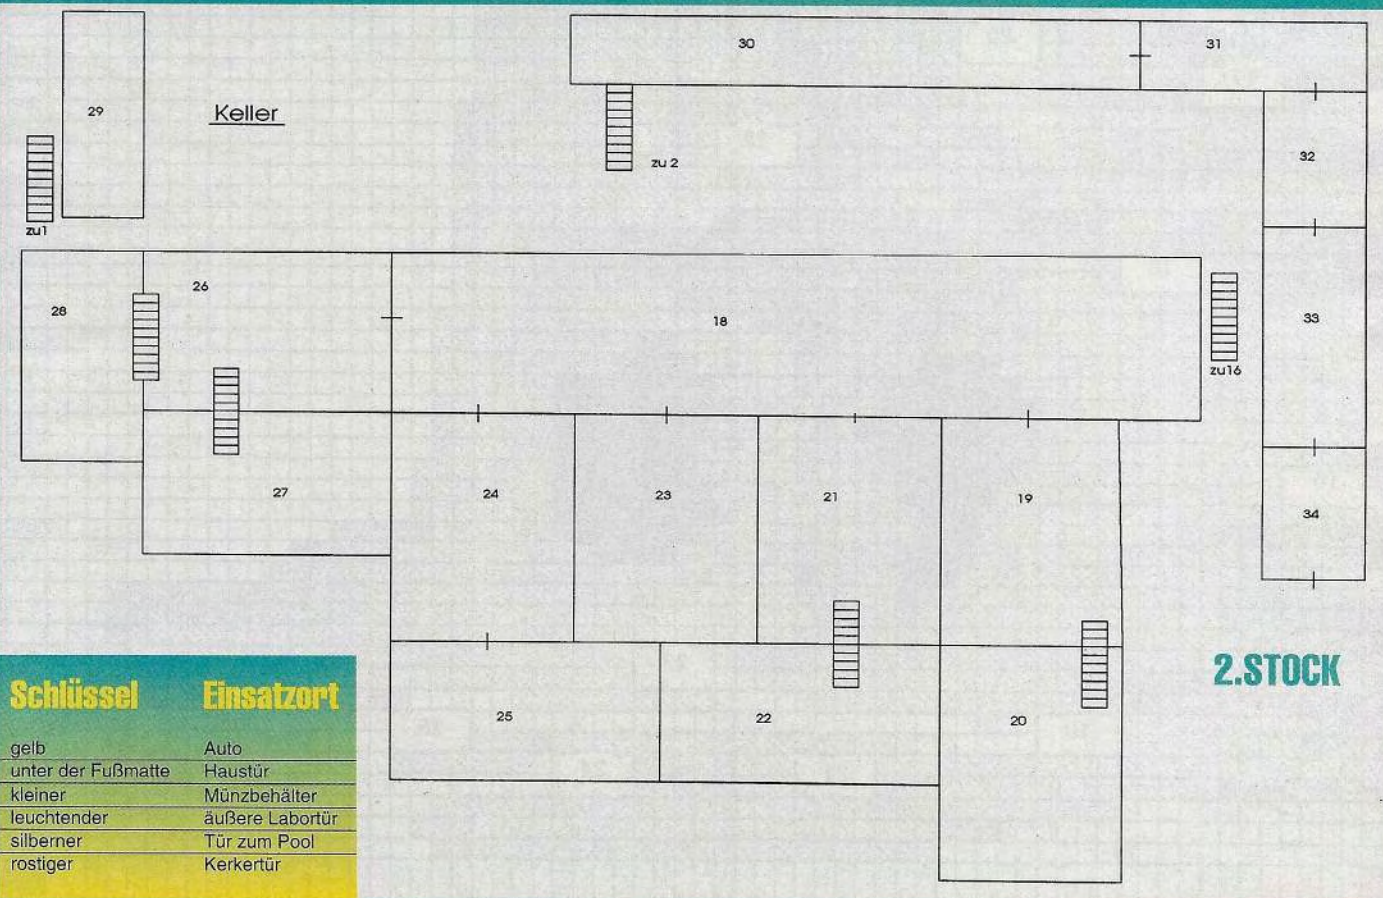 30
31
29
Keller
32
zu 2
zu1
26
28
18
33
zu16
27
24
23
21
19
34
2.STOCK
25
22
20
Schlüssel Einsatzort
gelb Auto
unter der Fußmatte Haustür
kleiner Münzbehälter
leuchtender äußere Labortür
silberner Tür zum Pool
rostiger Kerkertür